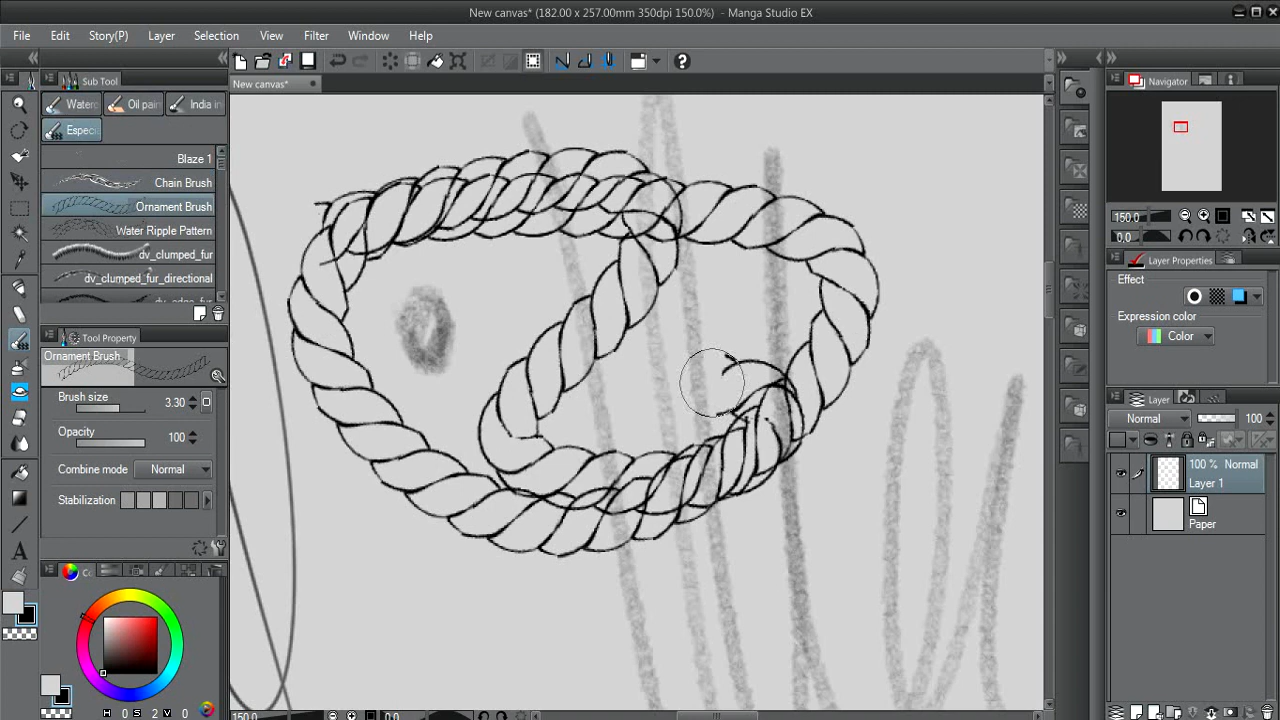 New canvas* (182.00 x 257.00mm 350dpi 150.0%) - Manga Studio EX
File Edit Story(P) Layer Selection View Filter Window Help
Sub Tool
New canvas*
Navigator
Oil pain
India in
Blaze 1
Chain Brush
Ornament Brush
Water Ripple Pattern
dv_clumped_fur
dv_clumped_fur_directional
150.0
0.0
Layer Properties
Effect
Expression color
Color
Tool Property
Ornament Brush
Brush size 3.30
Opacity 100
Combine mode Normal
Stabilization
Layer
Normal 100
100 % Normal
Layer 1
Paper
H 0 S 2 V 0
150.0 0.0